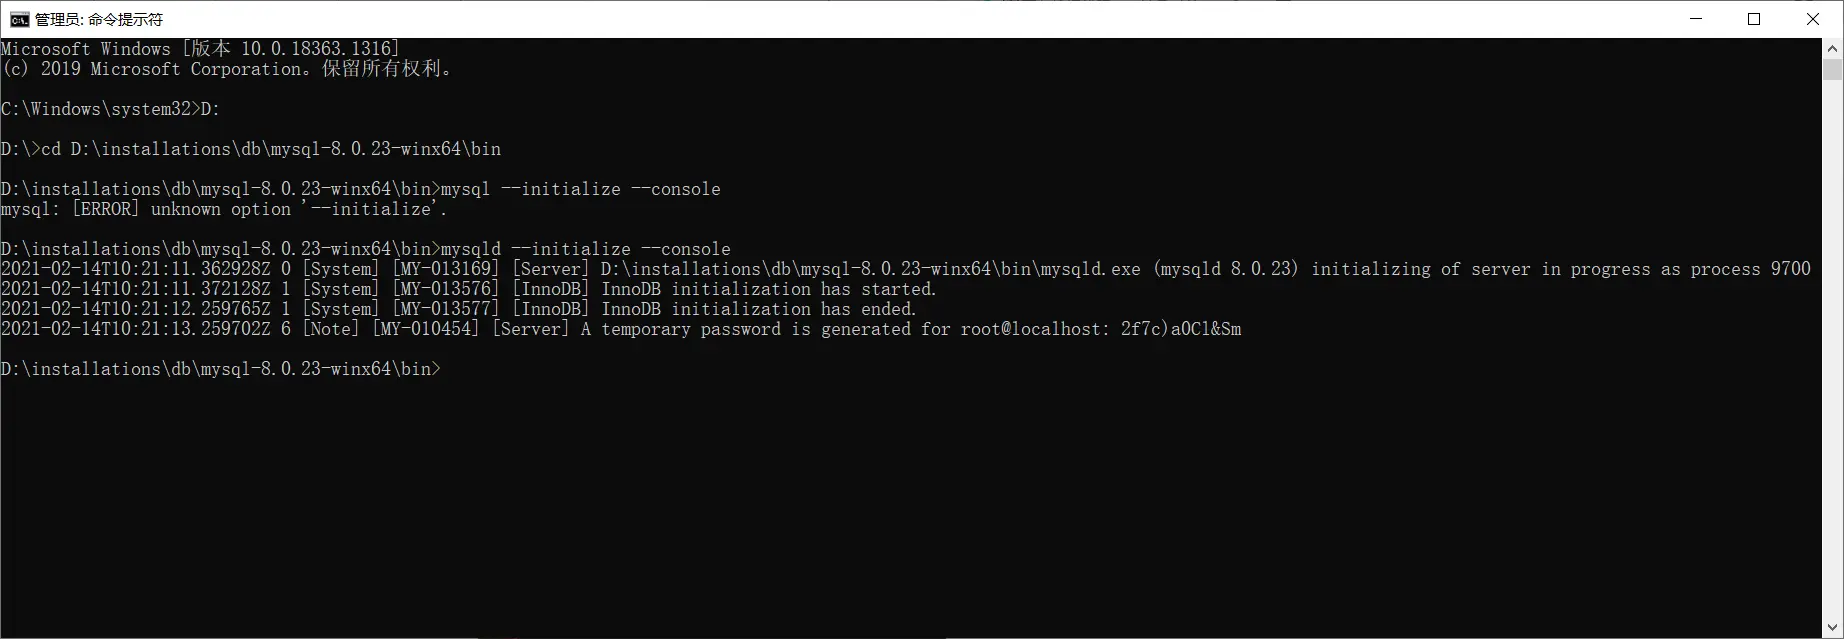 管理员: 命令提示符
Microsoft Windows [版本 10.0.18363.1316]
(c) 2019 Microsoft Corporation。保留所有权利。
C:\Windows\system32>D:
D:\>cd D:\installations\db\mysql-8.0.23-winx64\bin
D:\installations\db\mysql-8.0.23-winx64\bin>mysql --initialize --console
mysql: [ERROR] unknown option '--initialize'.
D:\installations\db\mysql-8.0.23-winx64\bin>mysqld --initialize --console
2021-02-14T10:21:11.362928Z 0 [System] [MY-013169] [Server] D:\installations\db\mysql-8.0.23-winx64\bin\mysqld.exe (mysqld 8.0.23) initializing of server in progress as process 9700
2021-02-14T10:21:11.372128Z 1 [System] [MY-013576] [InnoDB] InnoDB initialization has started.
2021-02-14T10:21:12.259765Z 1 [System] [MY-013577] [InnoDB] InnoDB initialization has ended.
2021-02-14T10:21:13.259702Z 6 [Note] [MY-010454] [Server] A temporary password is generated for root@localhost: 2f7c)aOCl&Sm
D:\installations\db\mysql-8.0.23-winx64\bin>